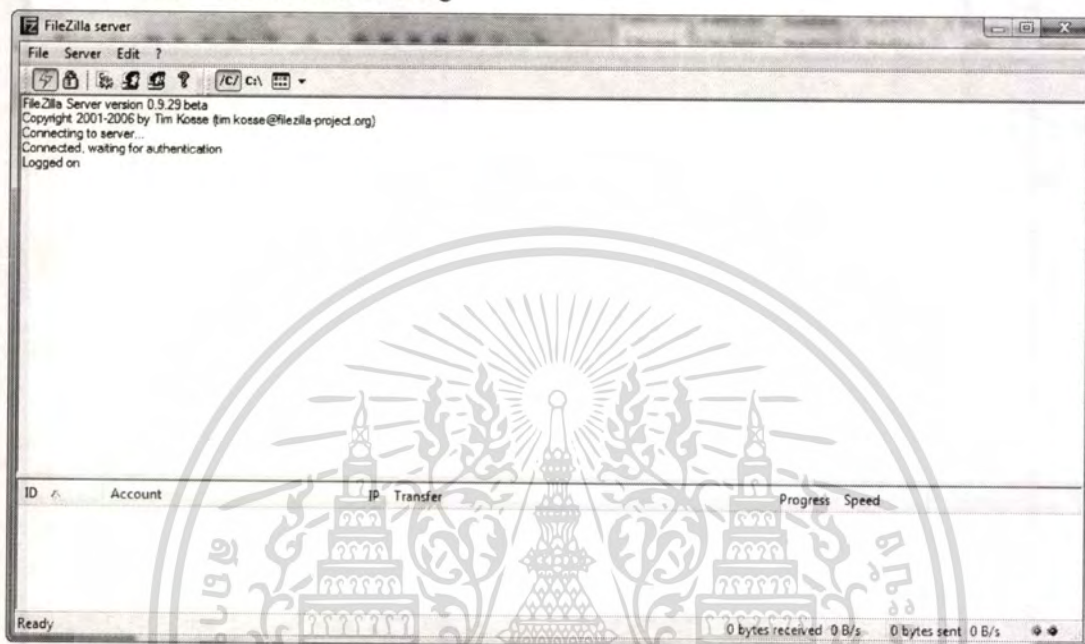 FileZilla server
File Server Edit ?
/C/ C:\
FileZilla Server version 0.9.29 beta
Copyright 2001-2006 by Tim Kosse (tim.kosse@filezilla-project.org)
Connecting to server...
Connected, waiting for authentication
Logged on
ID Account IP Transfer Progress Speed
Ready 0 bytes received 0 B/s 0 bytes sent 0 B/s